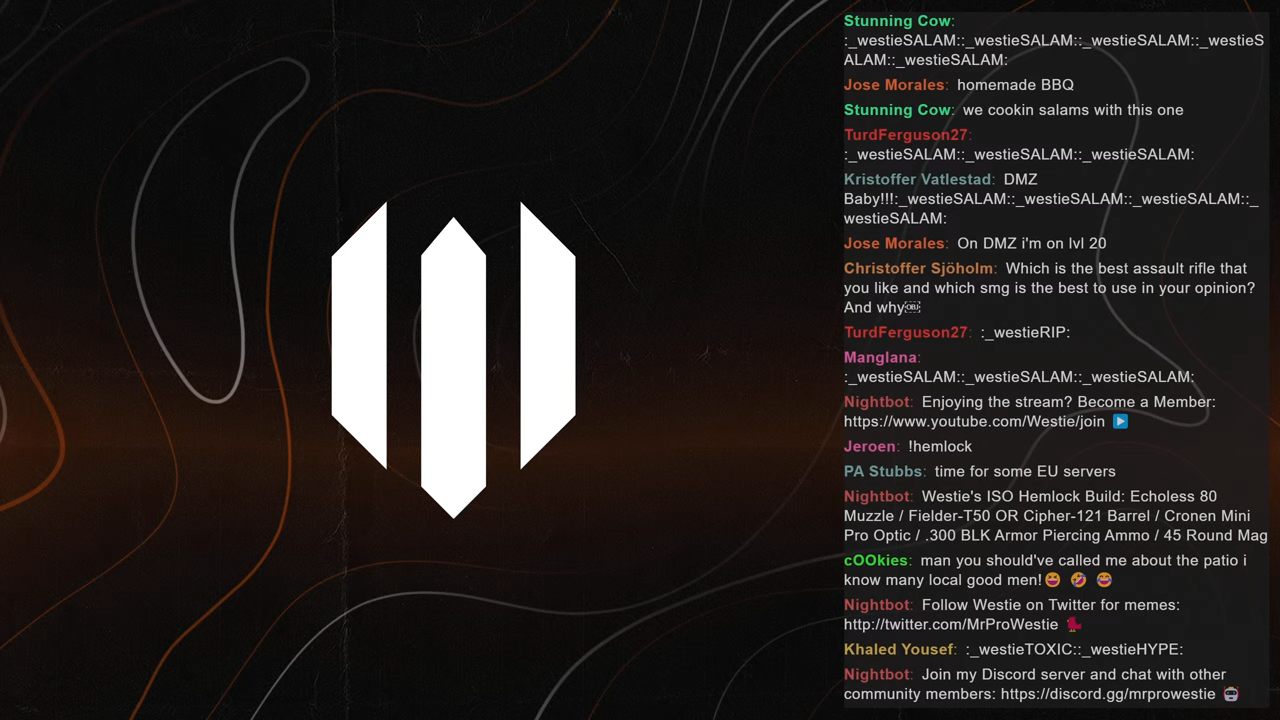 Stunning Cow:
:_westieSALAM::_westieSALAM::_westieSALAM::_westieS
ALAM::_westieSALAM:
Jose Morales: homemade BBQ
Stunning Cow: we cookin salams with this one
TurdFerguson27:
:_westieSALAM::_westieSALAM::_westieSALAM:
Kristoffer Vatlestad: DMZ
Baby!!!:_westieSALAM::_westieSALAM::_westieSALAM::_
westieSALAM:
Jose Morales: On DMZ i'm on lvl 20
Christoffer Sjöholm: Which is the best assault rifle that
you like and which smg is the best to use in your opinion?
And why￼
TurdFerguson27: :_westieRIP:
Manglana:
:_westieSALAM::_westieSALAM::_westieSALAM:
Nightbot: Enjoying the stream? Become a Member:
https://www.youtube.com/Westie/join ▶️
Jeroen: !hemlock
PA Stubbs: time for some EU servers
Nightbot: Westie's ISO Hemlock Build: Echoless 80
Muzzle / Fielder-T50 OR Cipher-121 Barrel / Cronen Mini
Pro Optic / .300 BLK Armor Piercing Ammo / 45 Round Mag
cOOkies: man you should've called me about the patio i
know many local good men!😄 🤣 😂
Nightbot: Follow Westie on Twitter for memes:
http://twitter.com/MrProWestie 🐦
Khaled Yousef: :_westieTOXIC::_westieHYPE:
Nightbot: Join my Discord server and chat with other
community members: https://discord.gg/mrprowestie 🤖